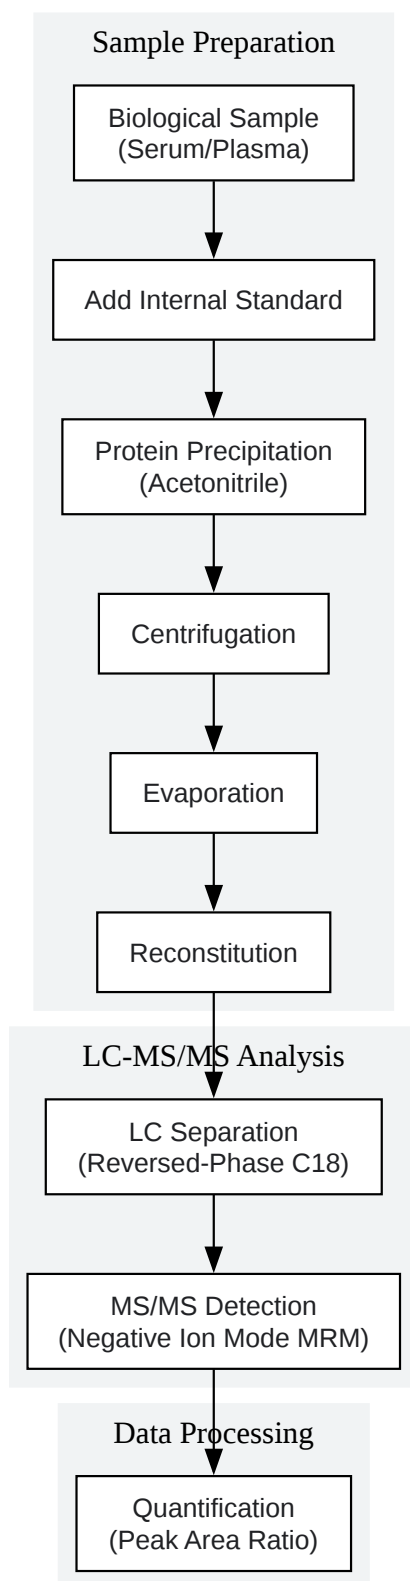 Sample Preparation
Biological Sample
(Serum/Plasma)
Add Internal Standard
Protein Precipitation
(Acetonitrile)
Centrifugation
Evaporation
Reconstitution
LC-MS/MS Analysis
LC Separation
(Reversed-Phase C18)
MS/MS Detection
(Negative Ion Mode MRM)
Data Processing
Quantification
(Peak Area Ratio)